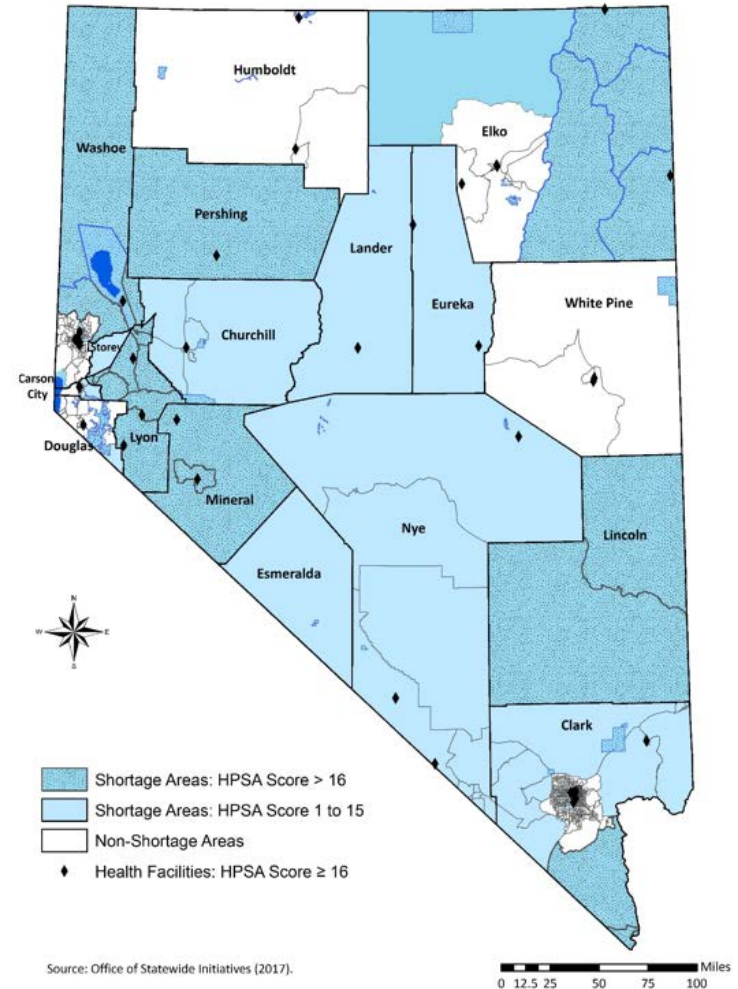 Humboldt
Elko
Washoe
Pershing
Lander
Eureka
White Pine
Churchill
Storey
Carson
City
Lyon
Douglas
Mineral
Nye
Lincoln
Esmeralda
N
W E
S
Clark
Shortage Areas: HPSA Score > 16
Shortage Areas: HPSA Score 1 to 15
Non-Shortage Areas
Health Facilities: HPSA Score ≥ 16
Source: Office of Statewide Initiatives (2017).
Miles
0 12.5 25 50 75 100